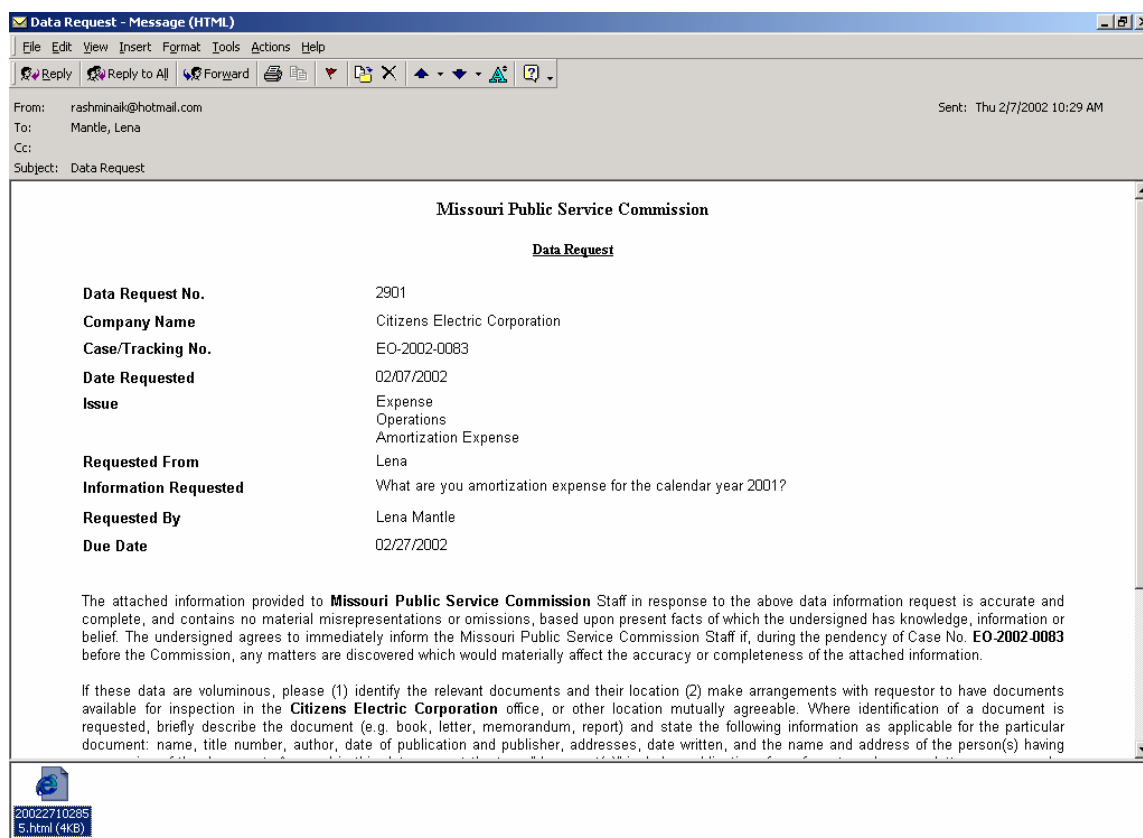 Data Request - Message (HTML)
File Edit View Insert Format Tools Actions Help
Reply Reply to All Forward
From: rashminaik@hotmail.com Sent: Thu 2/7/2002 10:29 AM
To: Mantle, Lena
Cc:
Subject: Data Request
Missouri Public Service Commission
Data Request
Data Request No. 2901
Company Name Citizens Electric Corporation
Case/Tracking No. EO-2002-0083
Date Requested 02/07/2002
Issue Expense
Operations
Amortization Expense
Requested From Lena
Information Requested What are you amortization expense for the calendar year 2001?
Requested By Lena Mantle
Due Date 02/27/2002
The attached information provided to Missouri Public Service Commission Staff in response to the above data information request is accurate and
complete, and contains no material misrepresentations or omissions, based upon present facts of which the undersigned has knowledge, information or
belief. The undersigned agrees to immediately inform the Missouri Public Service Commission Staff if, during the pendency of Case No. EO-2002-0083
before the Commission, any matters are discovered which would materially affect the accuracy or completeness of the attached information.
If these data are voluminous, please (1) identify the relevant documents and their location (2) make arrangements with requestor to have documents
available for inspection in the Citizens Electric Corporation office, or other location mutually agreeable. Where identification of a document is
requested, briefly describe the document (e.g. book, letter, memorandum, report) and state the following information as applicable for the particular
document: name, title number, author, date of publication and publisher, addresses, date written, and the name and address of the person(s) having
20022710285
5.html (4KB)